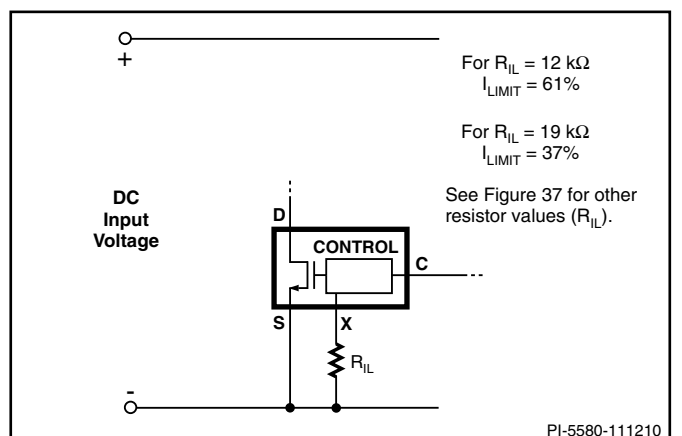 +
For R_IL = 12 kΩ
I_LIMIT = 61%
For R_IL = 19 kΩ
I_LIMIT = 37%
See Figure 37 for other
resistor values (R_IL).
DC
Input
Voltage
D
CONTROL
C
S
X
R_IL
-
PI-5580-111210